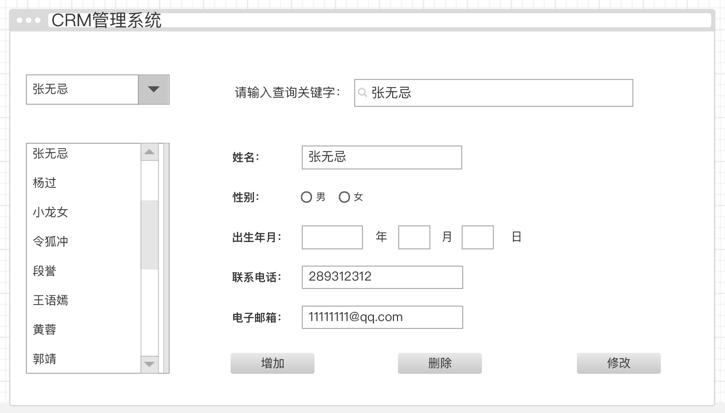 CRM管理系统
张无忌
请输入查询关键字：
张无忌
张无忌
杨过
小龙女
令狐冲
段誉
王语嫣
黄蓉
郭靖
姓名： 张无忌
性别： 男 女
出生年月： 年 月 日
联系电话： 289312312
电子邮箱： 11111111@qq.com
增加 删除 修改